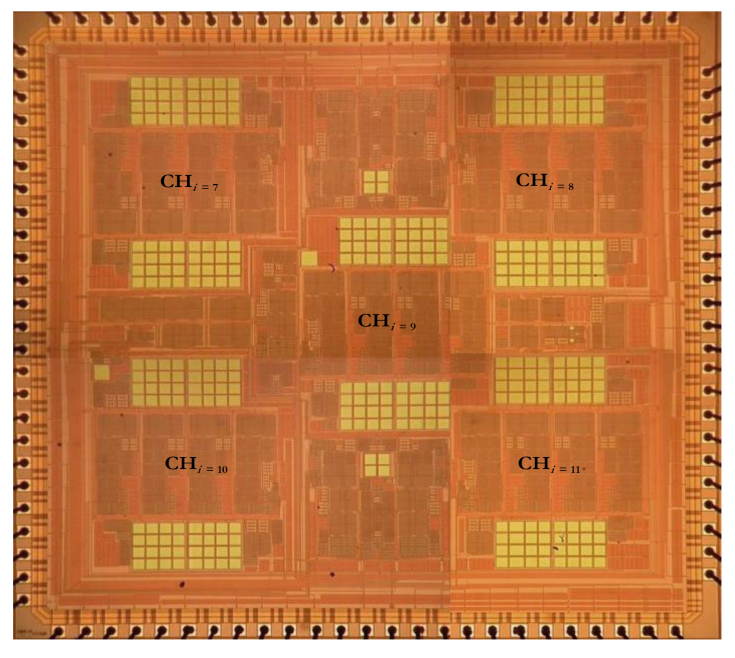 CH i = 7
CH i = 8
CH i = 9
CH i = 10
CH i = 11